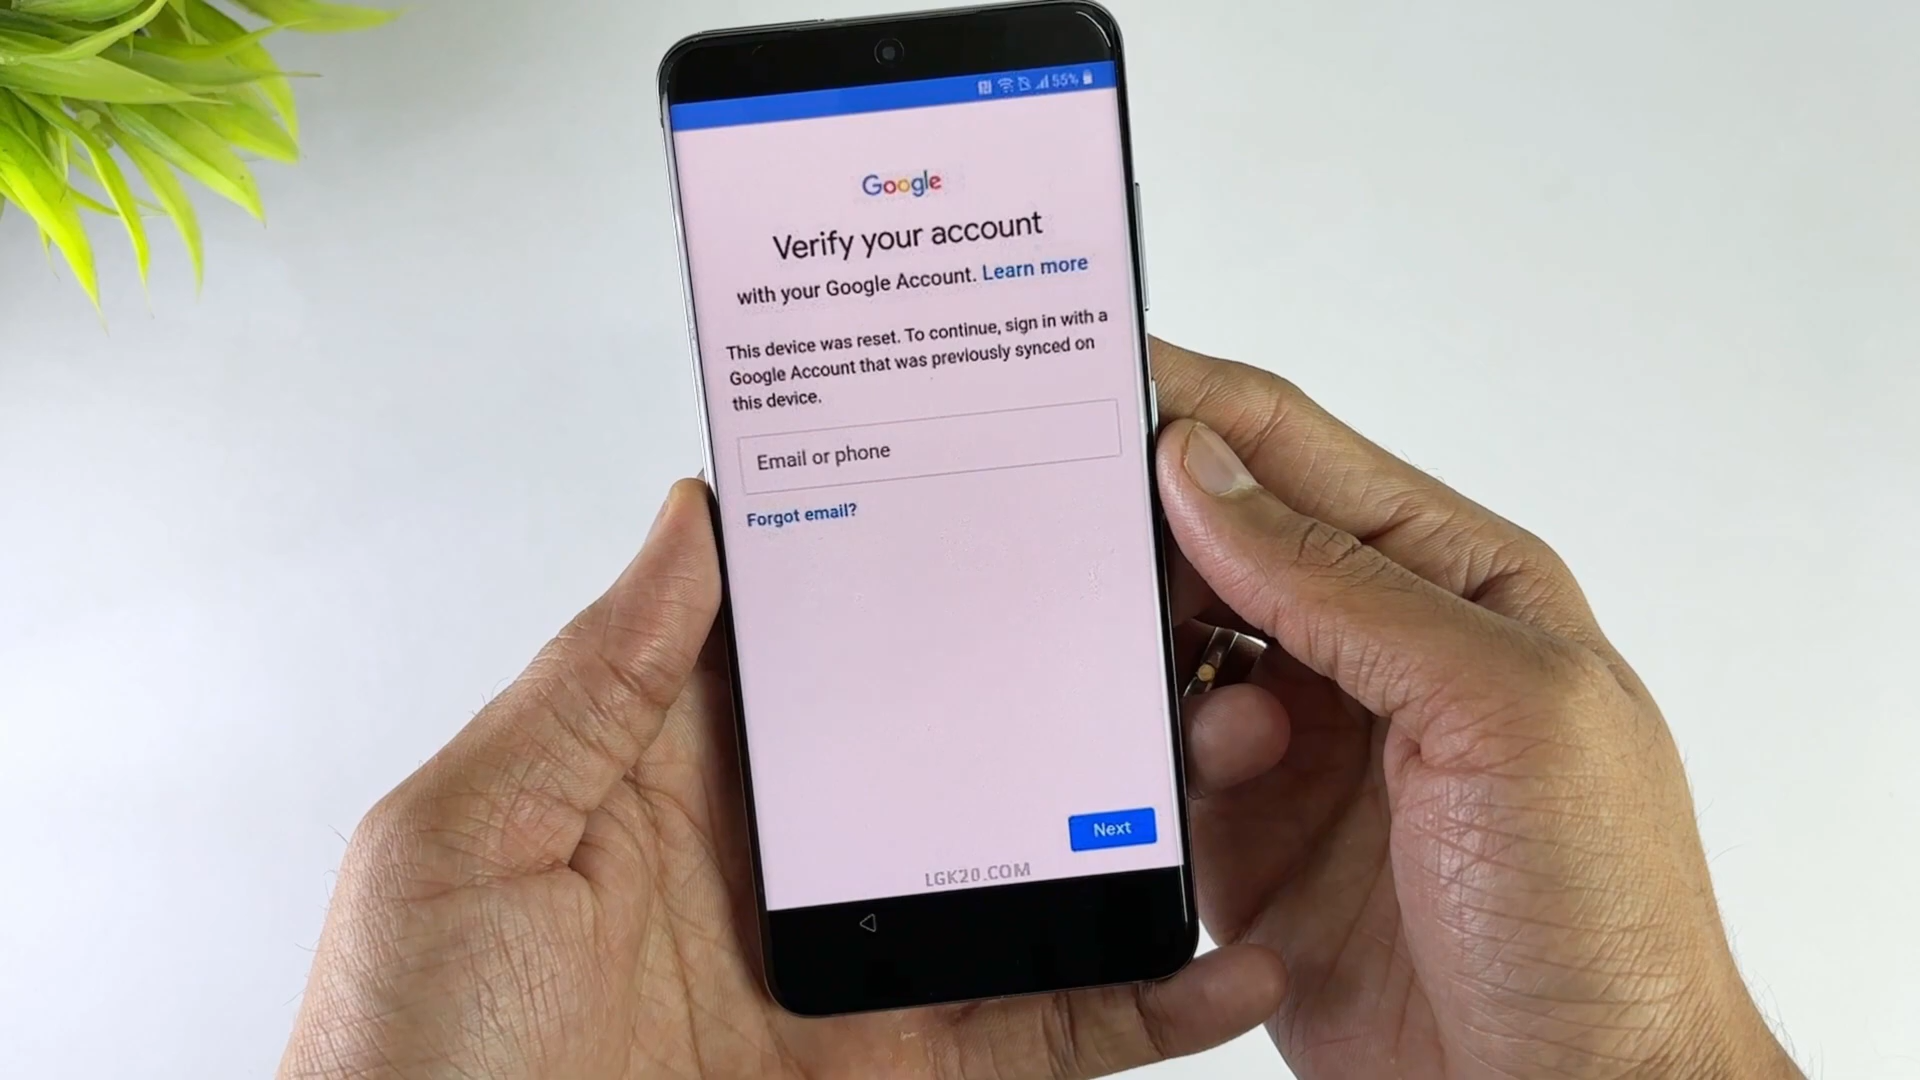 55%
Google
Verify your account
with your Google Account. Learn more
This device was reset. To continue, sign in with a
Google Account that was previously synced on
this device.
Email or phone
Forgot email?
Next
LGK20.COM